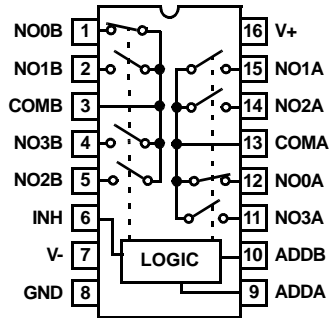 NO0B 1 16 V+
NO1B 2 15 NO1A
COMB 3 14 NO2A
NO3B 4 13 COMA
NO2B 5 12 NO0A
INH 6 11 NO3A
V- 7 LOGIC 10 ADDB
GND 8 9 ADDA